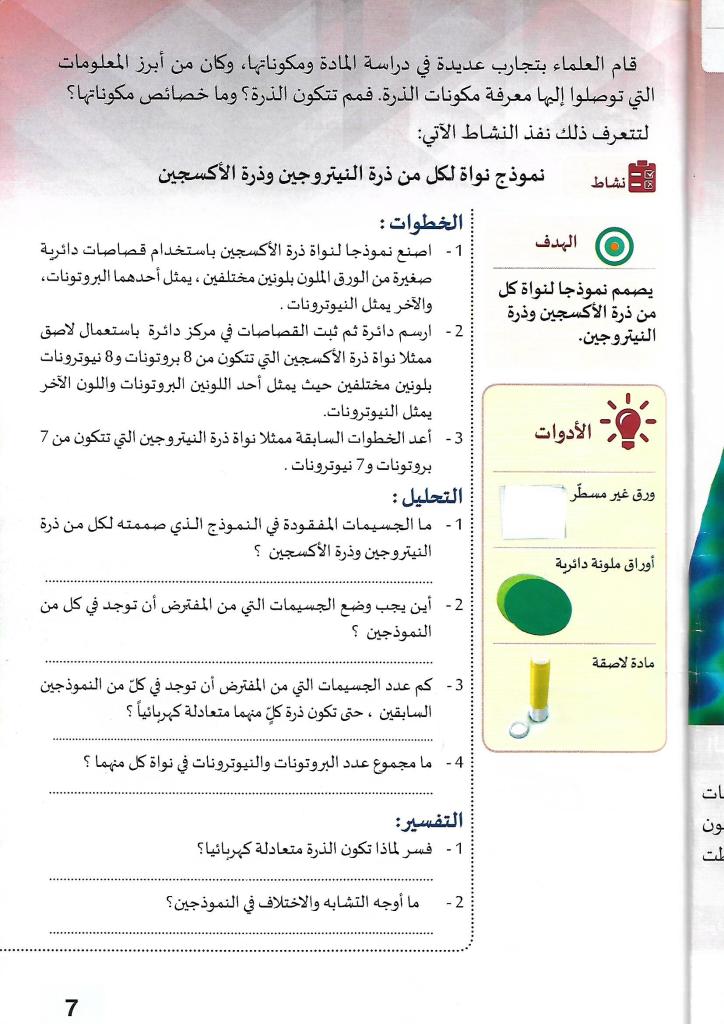 قام العلماء بتجارب عديدة في دراسة المادة ومكوناتها، وكان من أبرز المعلومات
التي توصلوا إليها معرفة مكونات الذرة. فمم تتكون الذرة؟ وما خصائص مكوناتها؟
لتتعرف ذلك نفذ النشاط الآتي:
نشاط
نموذج نواة لكل من ذرة النيتروجين وذرة الأكسجين
الهدف
يصمم نموذجا لنواة كل
من ذرة الأكسجين وذرة
النيتروجين.
الأدوات
ورق غير مسطّر
أوراق ملونة دائرية
مادة لاصقة
الخطوات :
1 - اصنع نموذجا لنواة ذرة الأكسجين باستخدام قصاصات دائرية
صغيرة من الورق الملون بلونين مختلفين ، يمثل أحدهما البروتونات،
والآخر يمثل النيوترونات .
2 - ارسم دائرة ثم ثبت القصاصات في مركز دائرة باستعمال لاصق
ممثلا نواة ذرة الأكسجين التي تتكون من 8 بروتونات و8 نيوترونات
بلونين مختلفين حيث يمثل أحد اللونين البروتونات واللون الآخر
يمثل النيوترونات.
3 - أعد الخطوات السابقة ممثلا نواة ذرة النيتروجين التي تتكون من 7
بروتونات و7 نيوترونات .
التحليل :
1 - ما الجسيمات المفقودة في النموذج الذي صممته لكل من ذرة
النيتروجين وذرة الأكسجين ؟
2 - أين يجب وضع الجسيمات التي من المفترض أن توجد في كل من
النموذجين ؟
3 - كم عدد الجسيمات التي من المفترض أن توجد في كلّ من النموذجين
السابقين ، حتى تكون ذرة كلٍّ منهما متعادلة كهربائياً ؟
4 - ما مجموع عدد البروتونات والنيوترونات في نواة كل منهما ؟
التفسير :
1 - فسر لماذا تكون الذرة متعادلة كهربائيا؟
2 - ما أوجه التشابه والاختلاف في النموذجين؟
7